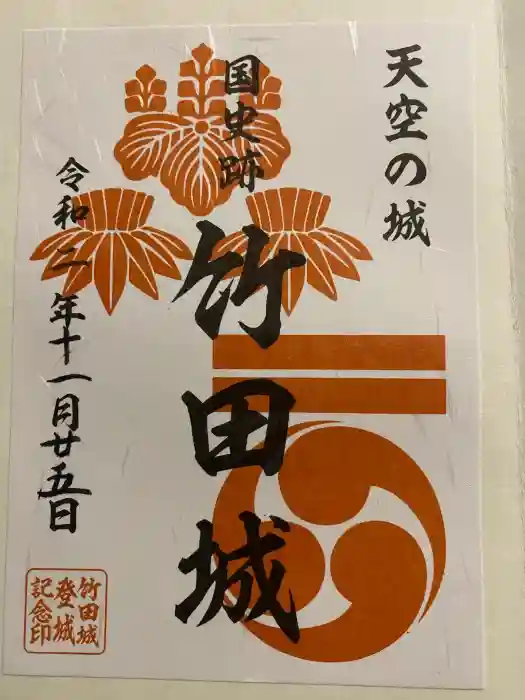 天空の城
国史跡
竹田城
令和二年十一月廿五日
竹田城
登城
記念印